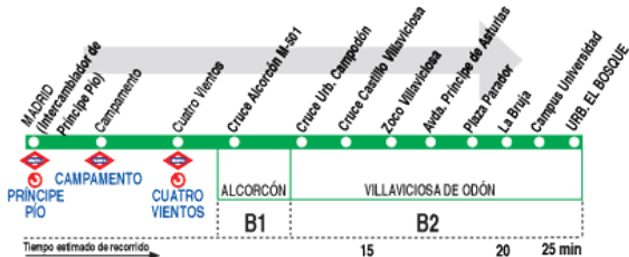 MADRID
(Intercambiador de
Príncipe Pío)
Campamento
Cuatro Vientos
Cruce Alcorcón M-501
Cruce Urb. Campodón
Cruce Castillo Villaviciosa
Zoco Villaviciosa
Avda. Príncipe de Asturias
Plaza Parador
La Bruja
Campus Universidad
URB. EL BOSQUE
PRÍNCIPE
PÍO
CAMPAMENTO
CUATRO
VIENTOS
ALCORCÓN
VILLAVICIOSA DE ODÓN
B1
B2
Tiempo estimado de recorrido
15
20
25 min